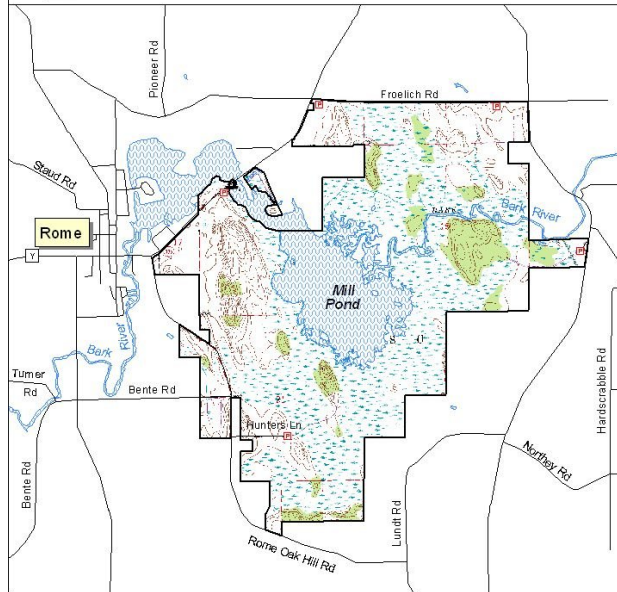 Pioneer Rd
Froelich Rd
P
P
Staud Rd
P
Bark
River
Rome
Y
P
Mill
Pond
S
O
Bark
River
Turner
Rd
Bente Rd
Hunters Ln
P
Hardscrabble Rd
Northey Rd
Bente Rd
Lundt Rd
Rome Oak Hill Rd